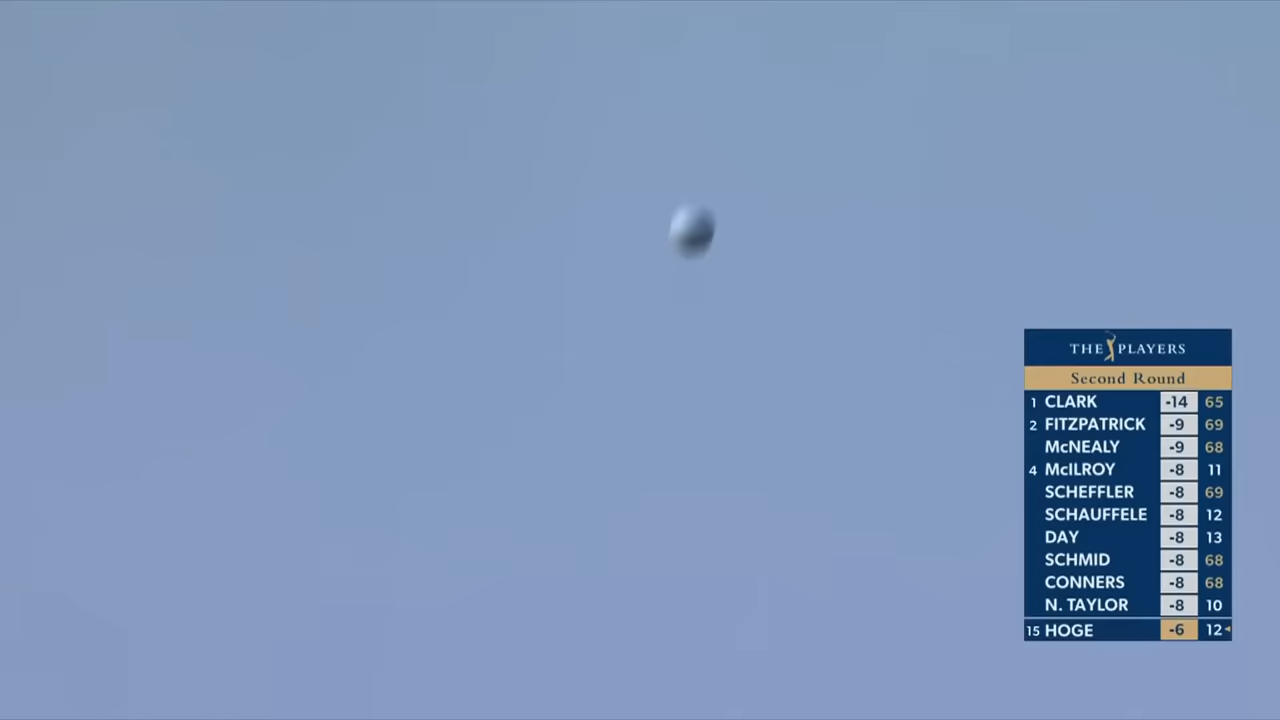 THE PLAYERS
Second Round
1 CLARK -14 65
2 FITZPATRICK -9 69
McNEALY -9 68
4 McILROY -8 11
SCHEFFLER -8 69
SCHAUFFELE -8 12
DAY -8 13
SCHMID -8 68
CONNERS -8 68
N. TAYLOR -8 10
15 HOGE -6 12